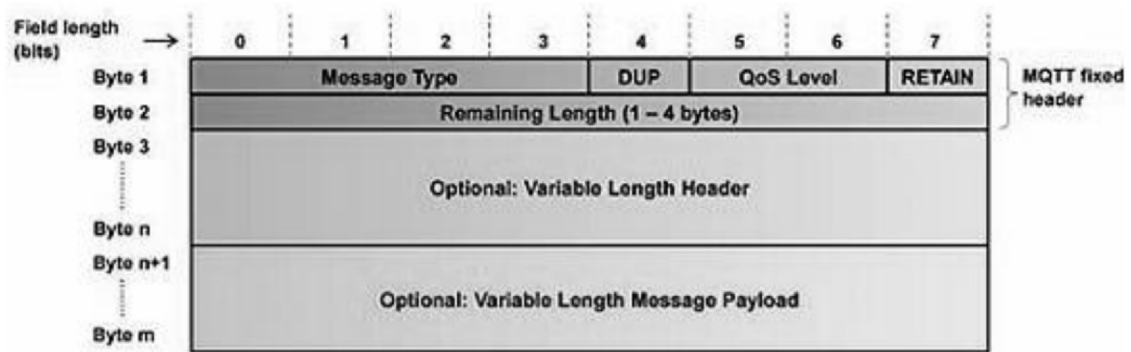 Field length
(bits)
0 1 2 3 4 5 6 7
Byte 1 Message Type DUP QoS Level RETAIN MQTT fixed
header
Byte 2 Remaining Length (1 – 4 bytes)
Byte 3
Optional: Variable Length Header
Byte n
Byte n+1
Optional: Variable Length Message Payload
Byte m